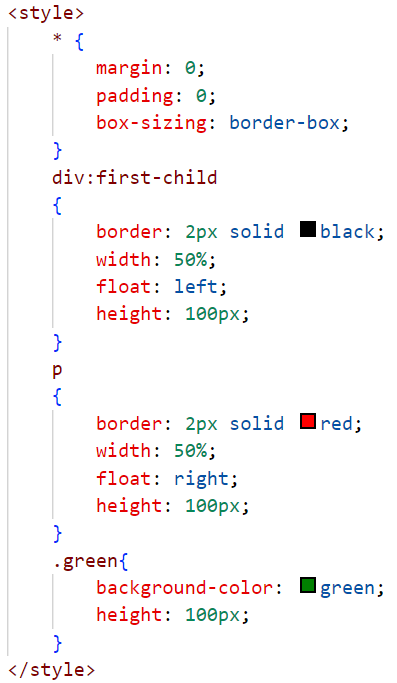 <style>
    * {
        margin: 0;
        padding: 0;
        box-sizing: border-box;
    }
    div:first-child
    {
        border: 2px solid black;
        width: 50%;
        float: left;
        height: 100px;
    }
    p
    {
        border: 2px solid red;
        width: 50%;
        float: right;
        height: 100px;
    }
    .green{
        background-color: green;
        height: 100px;
    }
</style>